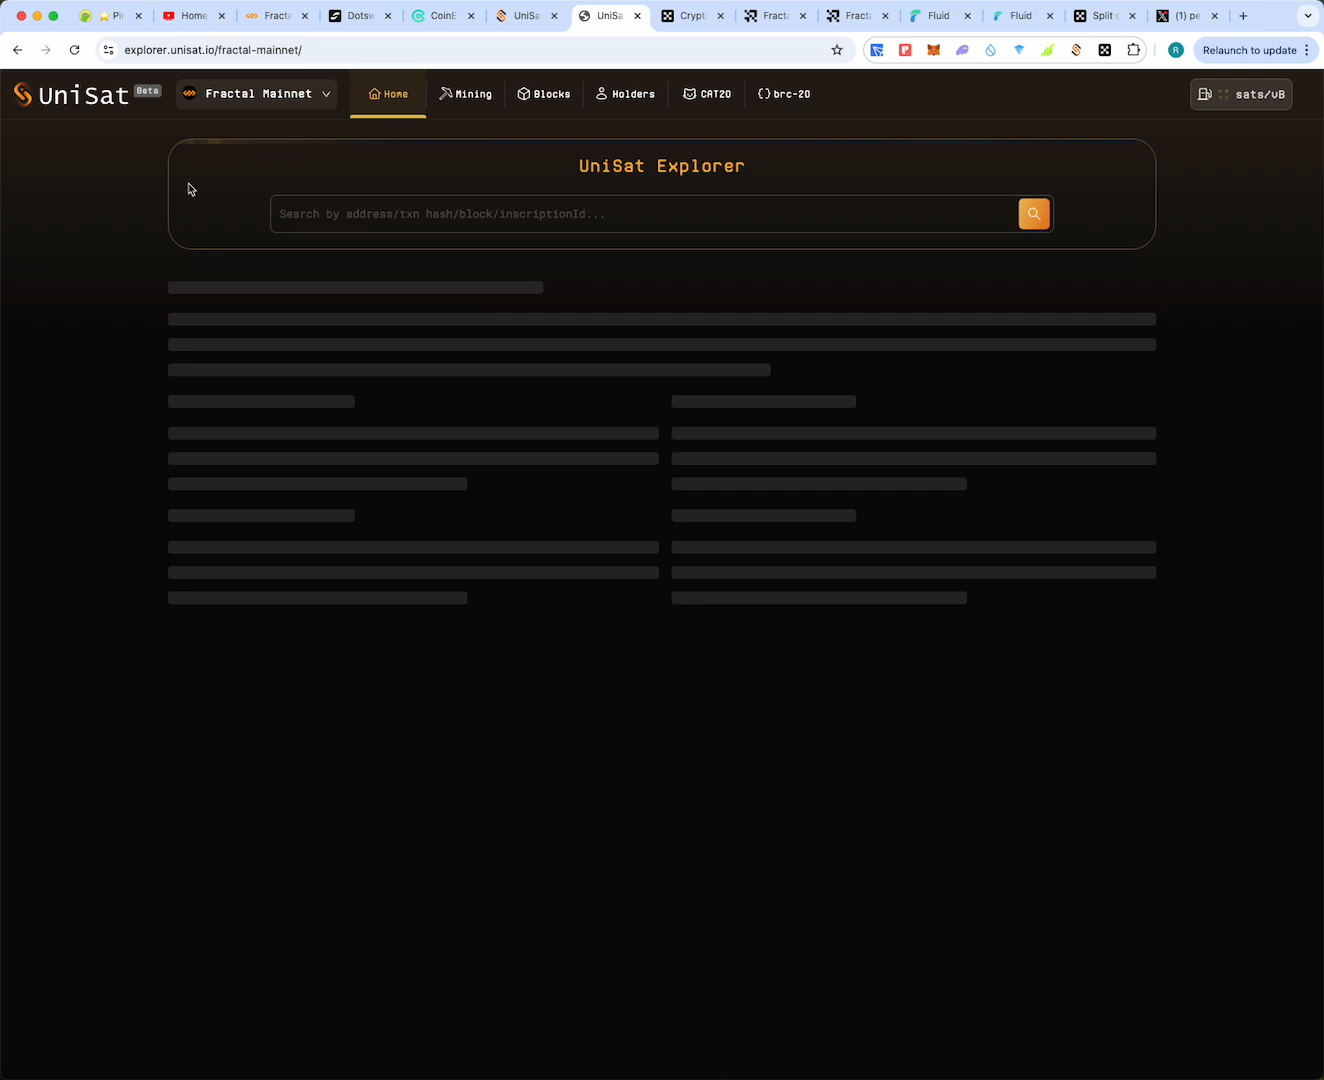 ⭐ Pir
Home
Fracta
Dotsw
CoinE
UniSa
UniSa
Crypt
Fracta
Fracta
Fluid
Fluid
Split c
(1) pe
explorer.unisat.io/fractal-mainnet/
R
Relaunch to update
UniSat Beta
Fractal Mainnet
Home
Mining
Blocks
Holders
CAT20
brc-20
sats/vB
UniSat Explorer
Search by address/txn hash/block/inscriptionId...